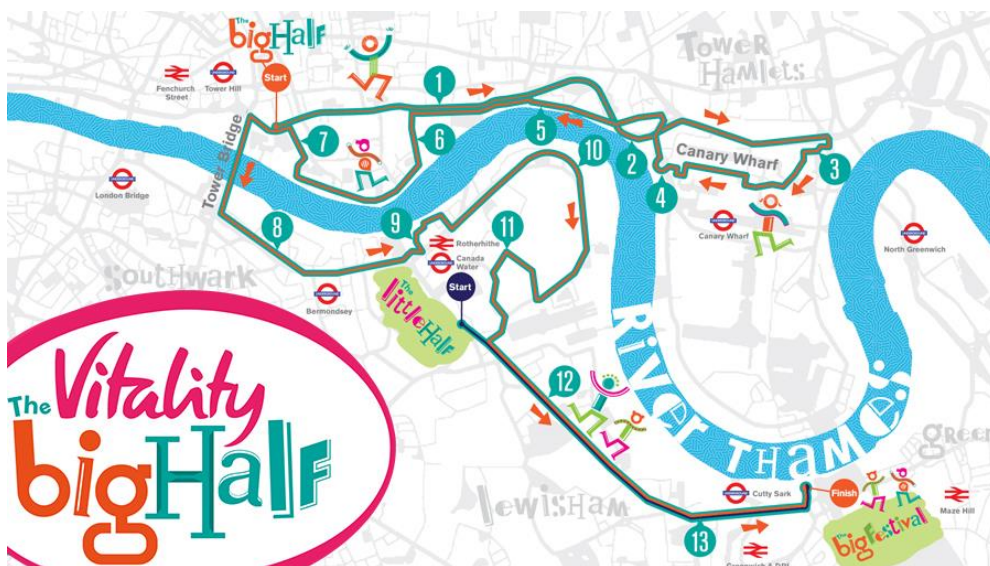 The
bigHalf
Tower
Hamlets
Start
Fenchurch
Street
Tower Hill
1
7
6
5
2
3
4
10
Canary Wharf
Tower Bridge
London Bridge
8
9
11
Rotherhithe
Canada
Water
Canary Wharf
North Greenwich
Southwark
Start
Bermondsey
The
littleHalf
River Thames
12
The Vitality
bigHalf
Lewisham
Cutty Sark
Finish
Maze Hill
The
bigFestival
13